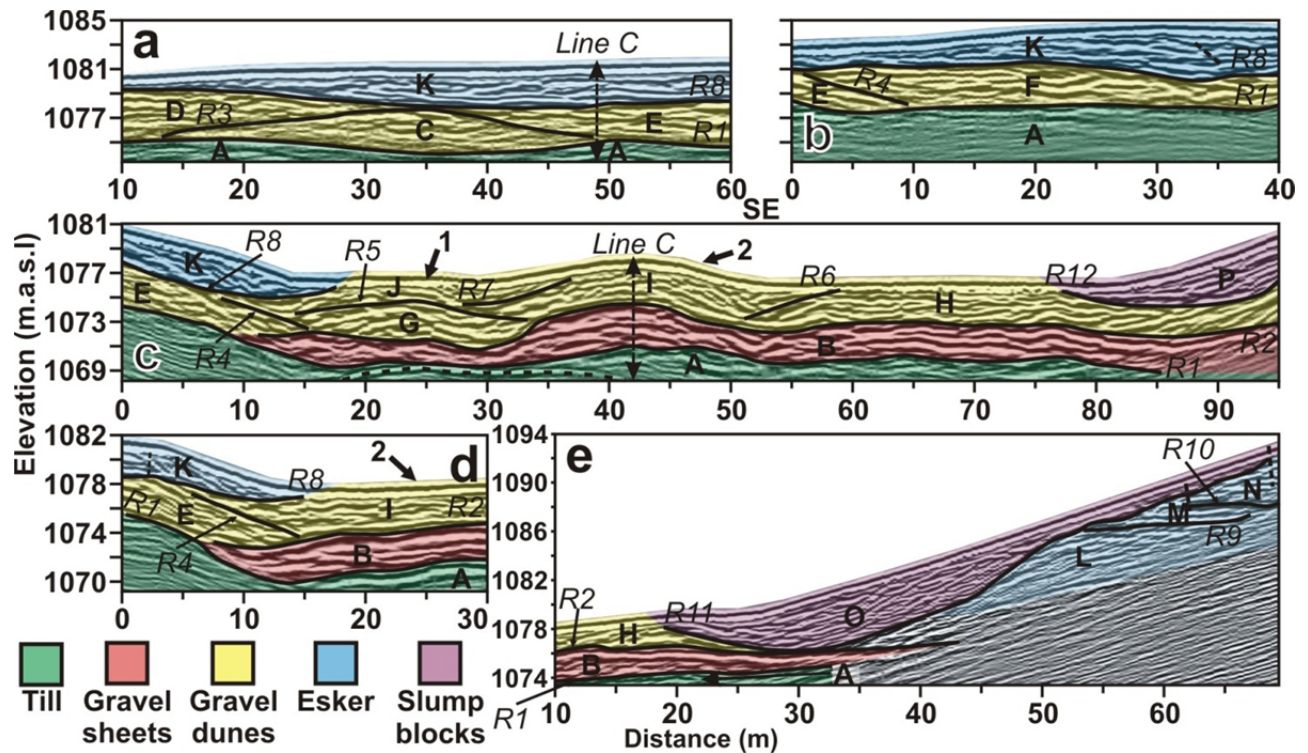 1085 a Line C K R8 1081 D R3 C E R1 1077 A A
10 20 30 40 50 60
K R8 R4 E F R1 b A
0 10 20 30 40
SE
Elevation (m.a.s.l)
1081 K R8 R5 1 Line C 2 R6 R12 P
1077 E J R7 I H
1073 R4 G B R2
c 1069 A R1
0 10 20 30 40 50 60 70 80 90
1082 K R8 2 d
1078 R1 E I R2
1074 R4 B
1070 A
0 10 20 30
1094 e R10
1090 N
1086 M R9
L
1082 R2 R11 O
1078 H
B A
1074
R1
10 20 30 40 50 60
Distance (m)
Till
Gravel sheets
Gravel dunes
Esker
Slump blocks